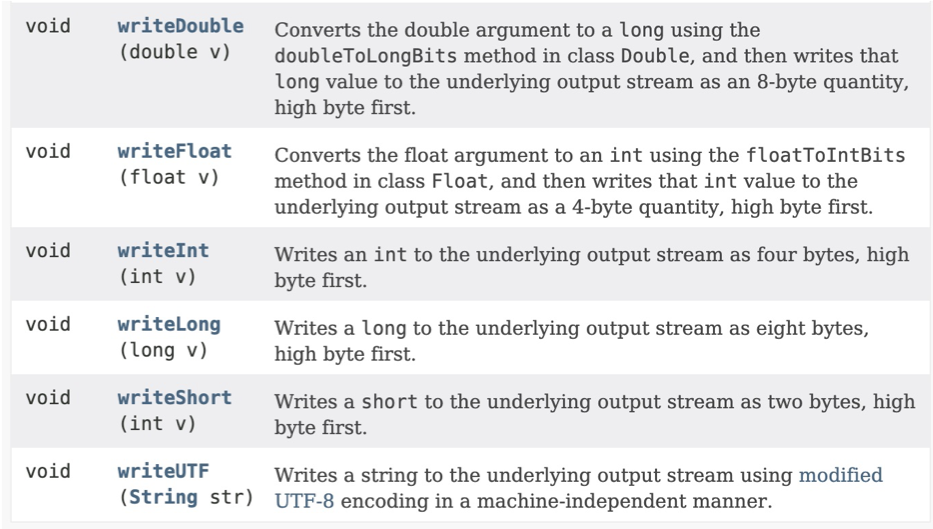 void writeDouble Converts the double argument to a long using the
(double v) doubleToLongBits method in class Double, and then writes that
long value to the underlying output stream as an 8-byte quantity,
high byte first.
void writeFloat Converts the float argument to an int using the floatToIntBits
(float v) method in class Float, and then writes that int value to the
underlying output stream as a 4-byte quantity, high byte first.
void writeInt Writes an int to the underlying output stream as four bytes, high
(int v) byte first.
void writeLong Writes a long to the underlying output stream as eight bytes,
(long v) high byte first.
void writeShort Writes a short to the underlying output stream as two bytes, high
(int v) byte first.
void writeUTF Writes a string to the underlying output stream using modified
(String str) UTF-8 encoding in a machine-independent manner.